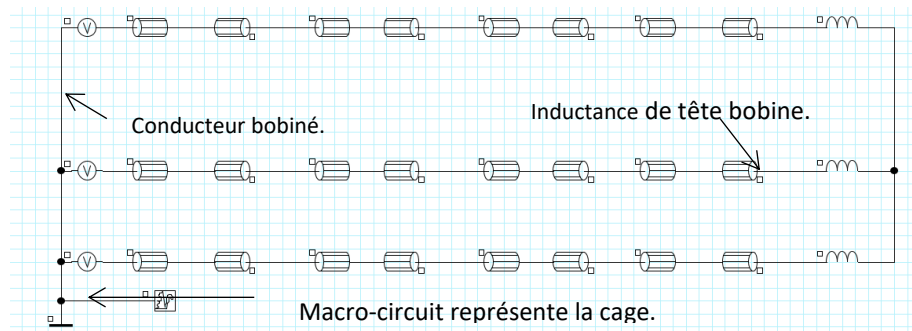 V
Inductance de tête bobine.
Conducteur bobiné.
V
V
Macro-circuit représente la cage.